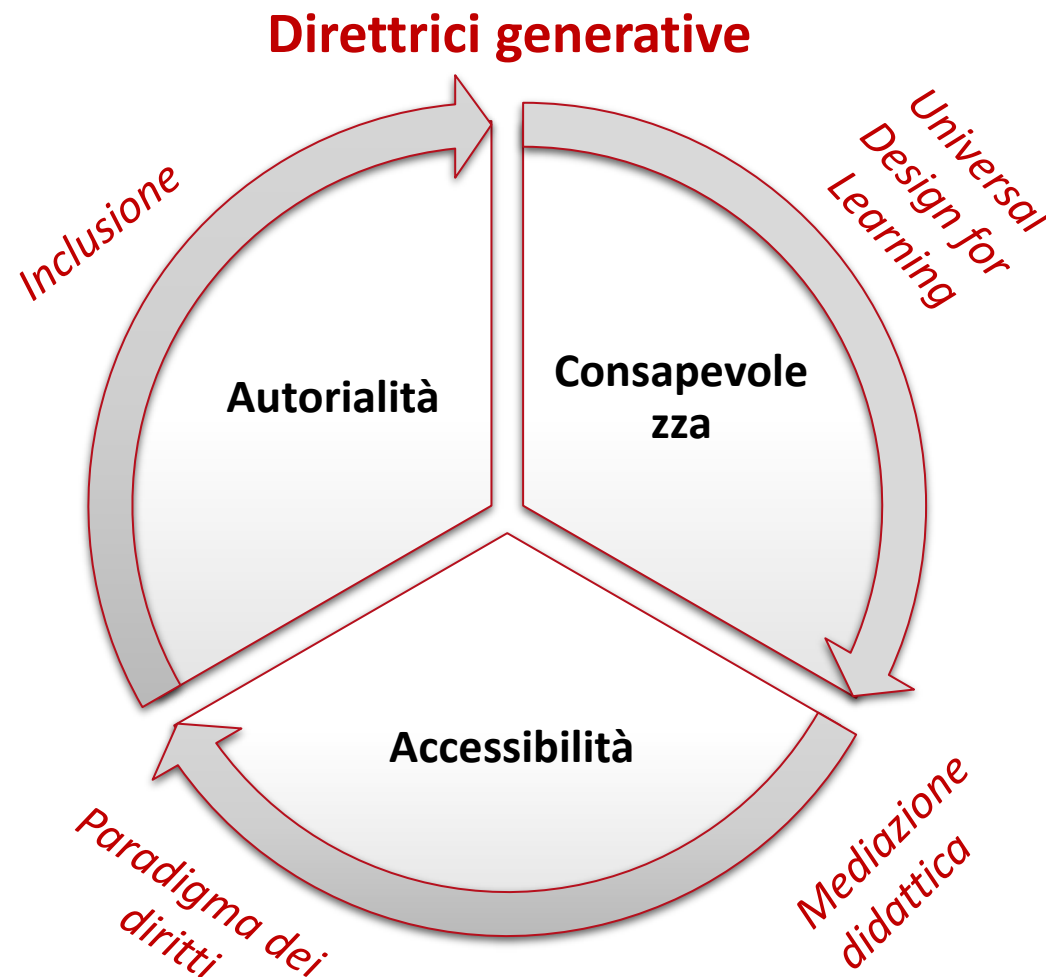 Direttrici generative
Inclusione
Universal
Design for
Learning
Autorialità
Consapevole
zza
Accessibilità
Paradigma dei
diritti
Mediazione
didattica